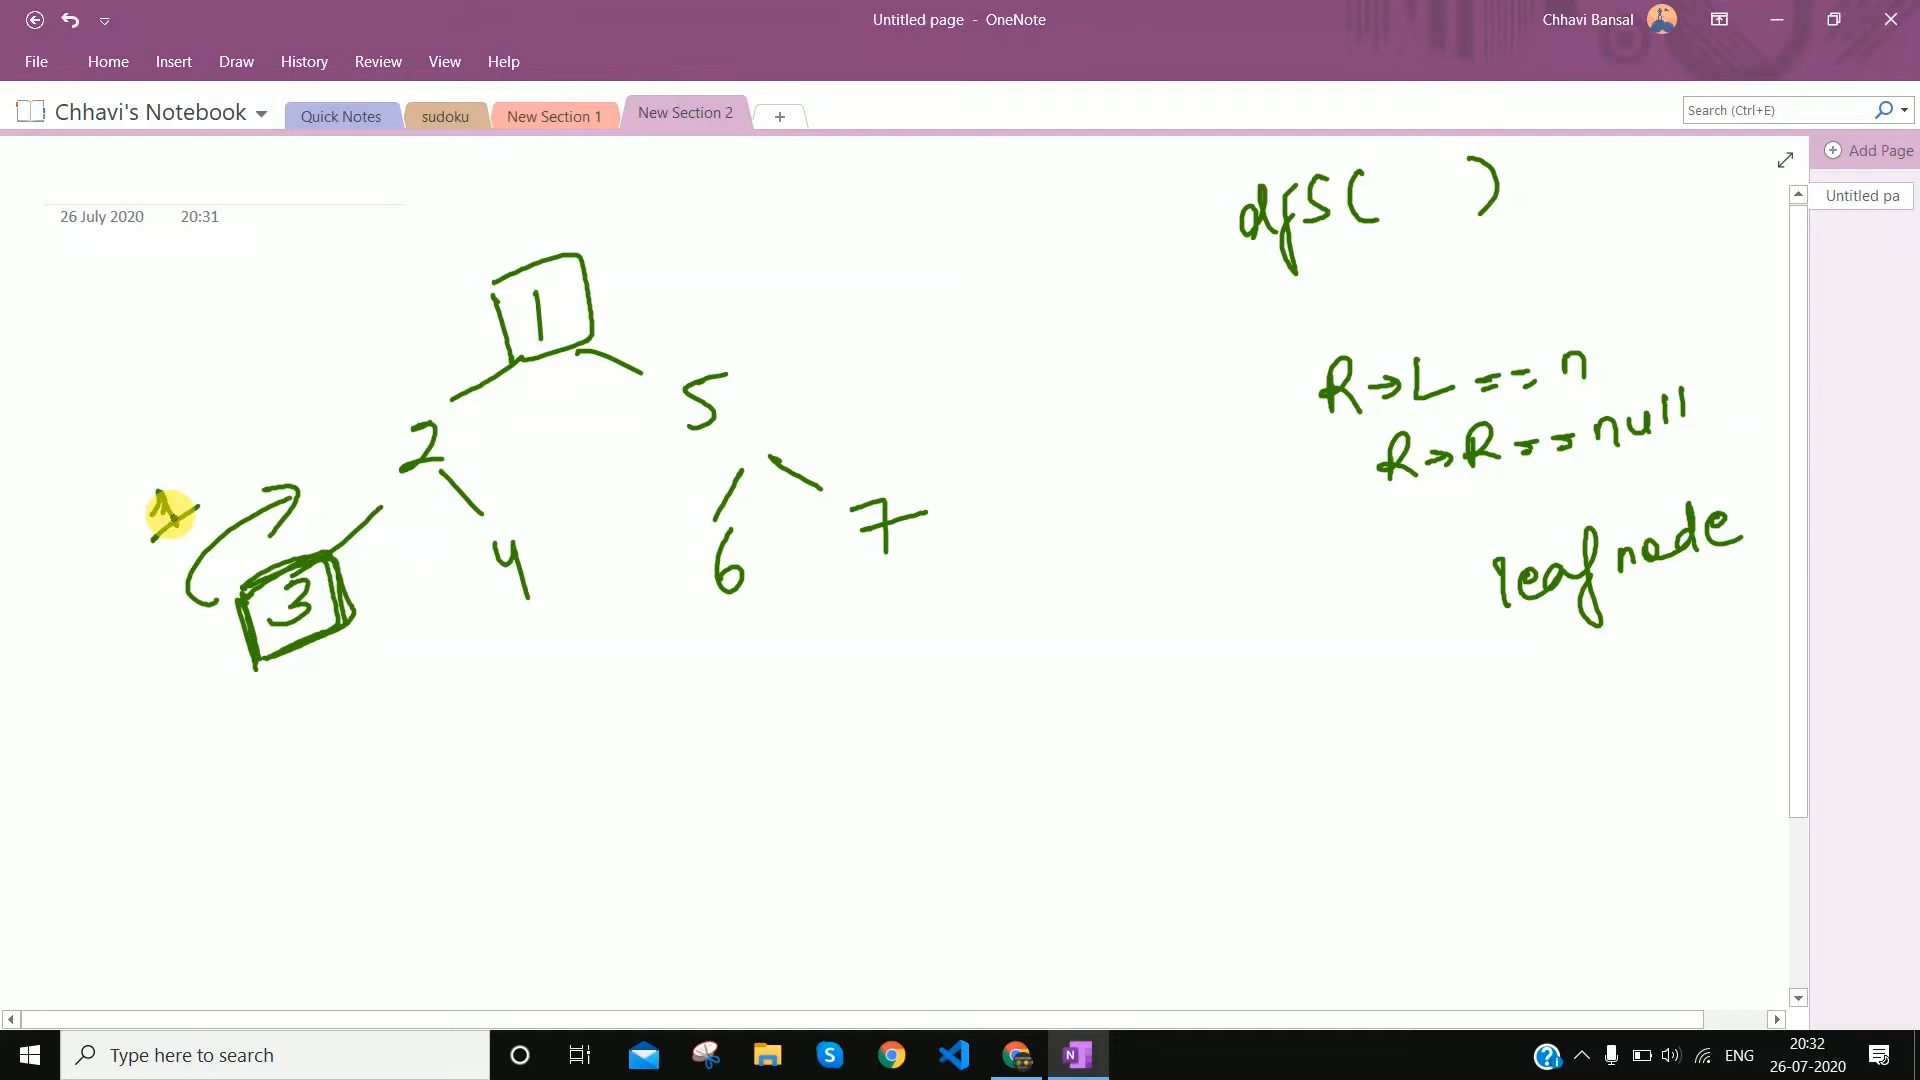 Untitled page - OneNote
Chhavi Bansal
File Home Insert Draw History Review View Help
Chhavi's Notebook
Quick Notes
sudoku
New Section 1
New Section 2
+
Search (Ctrl+E)
Add Page
Untitled pa
26 July 2020 20:31
dfs( )
1
2
5
3
4
6
7
R→L == n
R→R == null
leaf node
Type here to search
ENG
20:32
26-07-2020